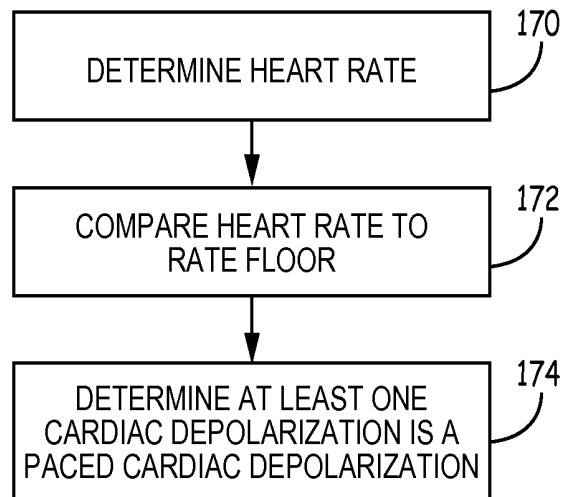 170
DETERMINE HEART RATE
172
COMPARE HEART RATE TO
RATE FLOOR
174
DETERMINE AT LEAST ONE
CARDIAC DEPOLARIZATION IS A
PACED CARDIAC DEPOLARIZATION